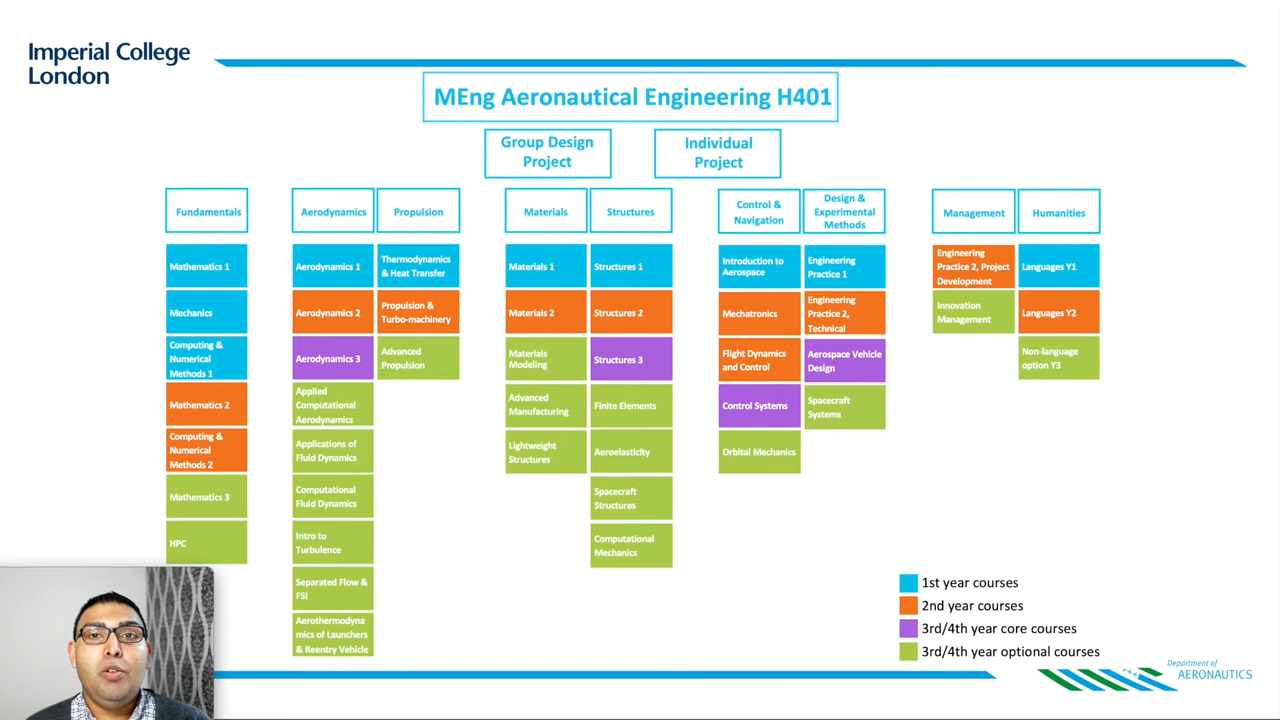 Imperial College
London
MEng Aeronautical Engineering H401
Group Design
Project
Individual
Project
Fundamentals
Mathematics 1
Mechanics
Computing &
Numerical
Methods 1
Mathematics 2
Computing &
Numerical
Methods 2
Mathematics 3
HPC
Aerodynamics
Aerodynamics 1
Aerodynamics 2
Aerodynamics 3
Applied
Computational
Aerodynamics
Applications of
Fluid Dynamics
Computational
Fluid Dynamics
Intro to
Turbulence
Separated Flow &
FSI
Aerothermodyna
mics of Launchers
& Reentry Vehicle
Propulsion
Thermodynamics
& Heat Transfer
Propulsion &
Turbo-machinery
Advanced
Propulsion
Materials
Materials 1
Materials 2
Materials
Modeling
Advanced
Manufacturing
Lightweight
Structures
Structures
Structures 1
Structures 2
Structures 3
Finite Elements
Aeroelasticity
Spacecraft
Structures
Computational
Mechanics
Control &
Navigation
Introduction to
Aerospace
Mechatronics
Flight Dynamics
and Control
Control Systems
Orbital Mechanics
Design &
Experimental
Methods
Engineering
Practice 1
Engineering
Practice 2,
Technical
Aerospace Vehicle
Design
Spacecraft
Systems
Management
Engineering
Practice 2, Project
Development
Innovation
Management
Humanities
Languages Y1
Languages Y2
Non-language
option Y3
1st year courses
2nd year courses
3rd/4th year core courses
3rd/4th year optional courses
Department of
AERONAUTICS